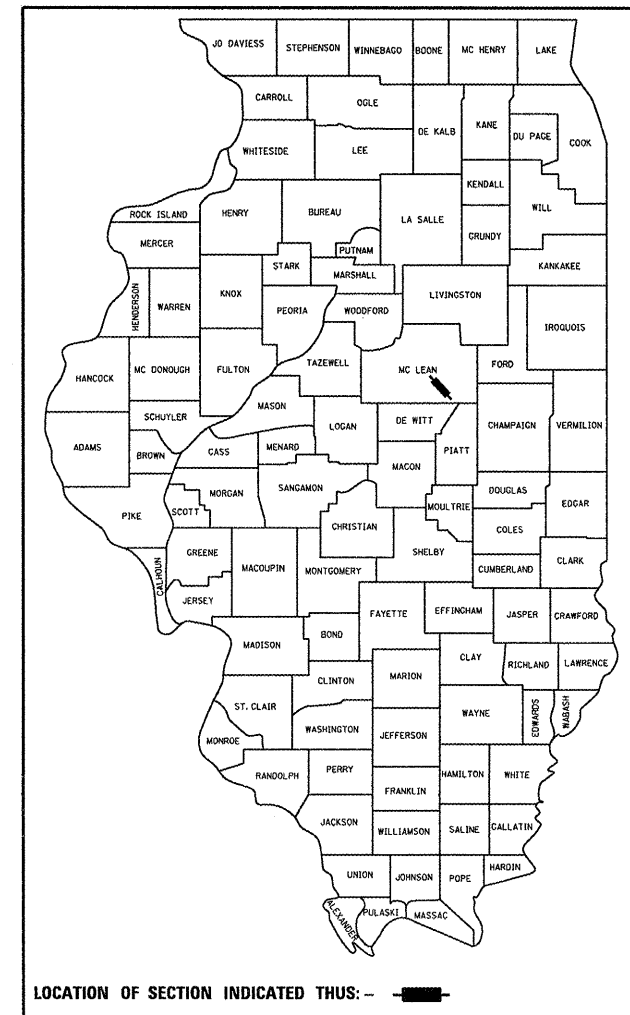 JO DAVIESS
STEPHENSON
WINNEBAGO
BOONE
MC HENRY
LAKE
CARROLL
OGLE
DE KALB
KANE
DU PAGE
COOK
WHITESIDE
LEE
KENDALL
WILL
ROCK ISLAND
HENRY
BUREAU
LA SALLE
GRUNDY
MERCER
PUTNAM
STARK
MARSHALL
KANKAKEE
HENDERSON
WARREN
KNOX
PEORIA
WOODFORD
LIVINGSTON
IROQUOIS
HANCOCK
MC DONOUGH
FULTON
TAZEWELL
MC LEAN
FORD
SCHUYLER
MASON
LOGAN
DE WITT
CHAMPAIGN
VERMILION
ADAMS
BROWN
CASS
MENARD
PIATT
MACON
SANGAMON
MORGAN
SCOTT
PIKE
CHRISTIAN
MOULTRIE
DOUGLAS
EDGAR
COLES
GREENE
CALHOUN
JERSEY
MACOUPIN
MONTGOMERY
SHELBY
CUMBERLAND
CLARK
FAYETTE
EFFINGHAM
JASPER
CRAWFORD
MADISON
BOND
CLAY
RICHLAND
LAWRENCE
CLINTON
MARION
ST. CLAIR
WAYNE
EDWARDS
WABASH
MONROE
WASHINGTON
JEFFERSON
RANDOLPH
PERRY
HAMILTON
WHITE
FRANKLIN
JACKSON
WILLIAMSON
SALINE
GALLATIN
UNION
JOHNSON
POPE
HARDIN
ALEXANDER
PULASKI
MASSAC
LOCATION OF SECTION INDICATED THUS: –